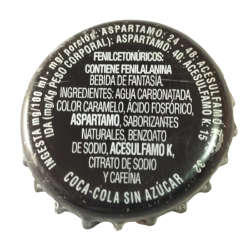 INGESTA mg/100 ml - mg/porción: ASPARTAMO: 24 - 48; ACESULFAMO K:
IDA (mg/kg PESO CORPORAL): ASPARTAMO: 40; ACESULFAMO K: 15
FENILCETONÚRICOS:
CONTIENE FENILALANINA
BEBIDA DE FANTASÍA.
INGREDIENTES: AGUA CARBONATADA,
COLOR CARAMELO, ÁCIDO FOSFÓRICO,
ASPARTAMO, SABORIZANTES
NATURALES, BENZOATO
DE SODIO, ACESULFAMO K,
CITRATO DE SODIO
Y CAFEÍNA
COCA-COLA SIN AZÚCAR
32